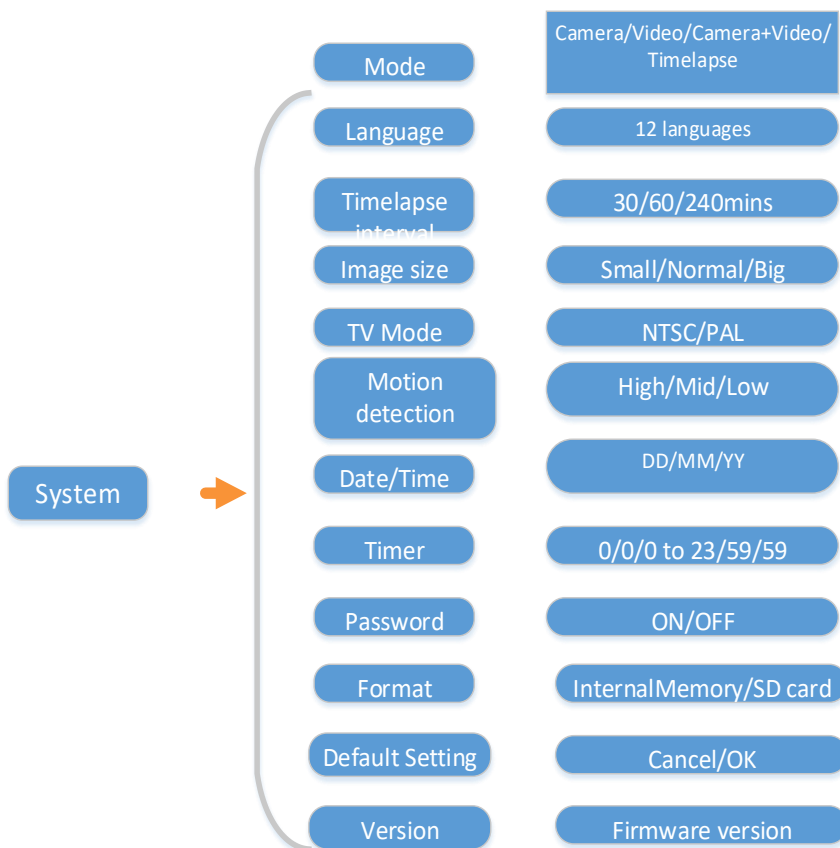 Mode
Camera/Video/Camera+Video/
Timelapse
Language
12 languages
Timelapse
interval
30/60/240mins
Image size
Small/Normal/Big
TV Mode
NTSC/PAL
Motion
detection
High/Mid/Low
Date/Time
DD/MM/YY
System
Timer
0/0/0 to 23/59/59
Password
ON/OFF
Format
InternalMemory/SD card
Default Setting
Cancel/OK
Version
Firmware version